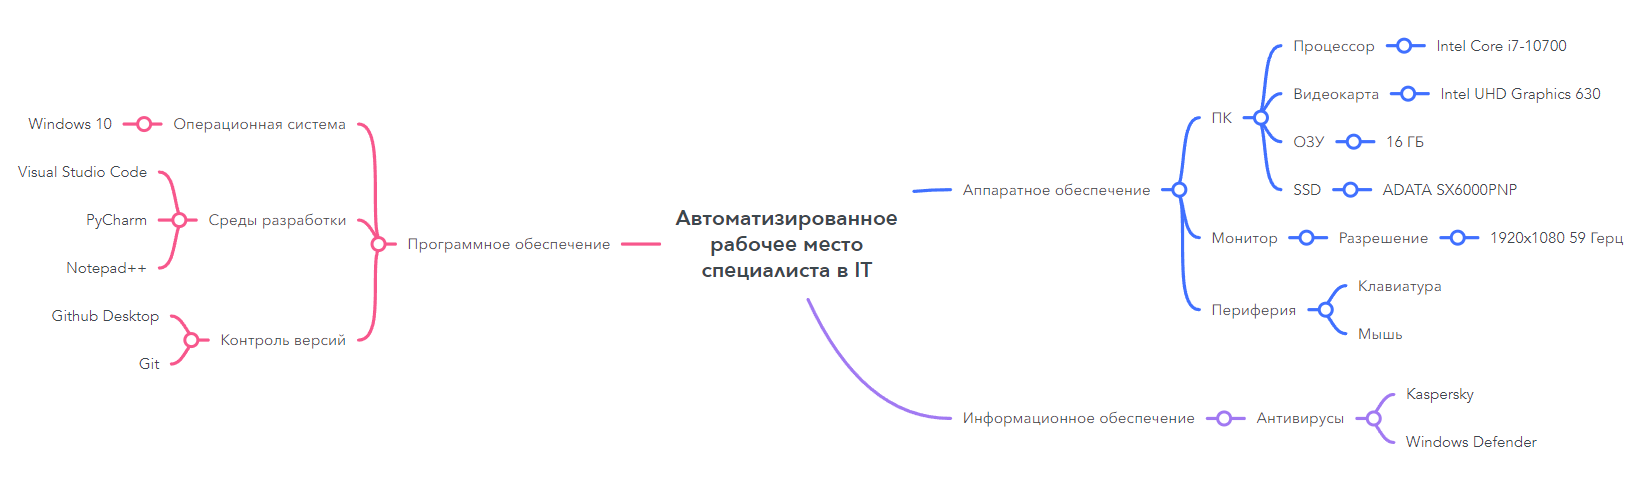 Автоматизированное
рабочее место
специалиста в IT
Программное обеспечение
Операционная система
Windows 10
Среды разработки
Visual Studio Code
PyCharm
Notepad++
Контроль версий
Github Desktop
Git
Аппаратное обеспечение
ПК
Процессор
Intel Core i7-10700
Видеокарта
Intel UHD Graphics 630
ОЗУ
16 ГБ
SSD
ADATA SX6000PNP
Монитор
Разрешение
1920x1080 59 Герц
Периферия
Клавиатура
Мышь
Информационное обеспечение
Антивирусы
Kaspersky
Windows Defender